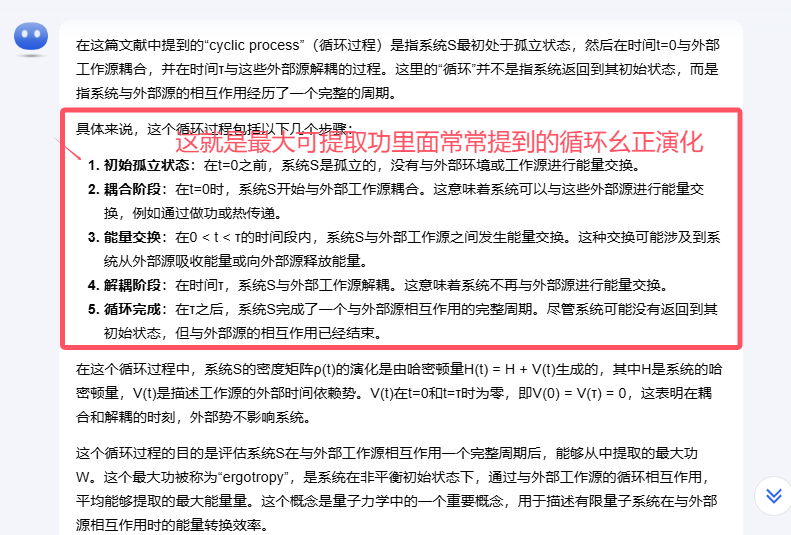 在这篇文献中提到的“cyclic process”（循环过程）是指系统S最初处于孤立状态，然后在时间t=0与外部
工作源耦合，并在时间τ与这些外部源解耦的过程。这里的“循环”并不是指系统返回到其初始状态，而是
指系统与外部源的相互作用经历了一个完整的周期。
具体来说，这个循环过程包括以下几个步骤：
这就是最大可提取功里面常常提到的循环幺正演化
1. 初始孤立状态：在t=0之前，系统S是孤立的，没有与外部环境或工作源进行能量交换。
2. 耦合阶段：在t=0时，系统S开始与外部工作源耦合。这意味着系统可以与这些外部源进行能量交
换，例如通过做功或热传递。
3. 能量交换：在0 < t < τ的时间段内，系统S与外部工作源之间发生能量交换。这种交换可能涉及到系
统从外部源吸收能量或向外部源释放能量。
4. 解耦阶段：在时间τ，系统S与外部工作源解耦。这意味着系统不再与外部源进行能量交换。
5. 循环完成：在τ之后，系统S完成了一个与外部源相互作用的完整周期。尽管系统可能没有返回到其
初始状态，但与外部源的相互作用已经结束。
在这个循环过程中，系统S的密度矩阵ρ(t)的演化是由哈密顿量H(t) = H + V(t)生成的，其中H是系统的哈
密顿量，V(t)是描述工作源的外部时间依赖势。V(t)在t=0和t=τ时为零，即V(0) = V(τ) = 0，这表明在耦
合和解耦的时刻，外部势不影响系统。
这个循环过程的目的是评估系统S在与外部工作源相互作用一个完整周期后，能够从中提取的最大功
W。这个最大功被称为“ergotropy”，是系统在非平衡初始状态下，通过与外部工作源的循环相互作用，
平均能够提取的最大能量量。这个概念是量子力学中的一个重要概念，用于描述有限量子系统在与外部
源相互作用时的能量转换效率。